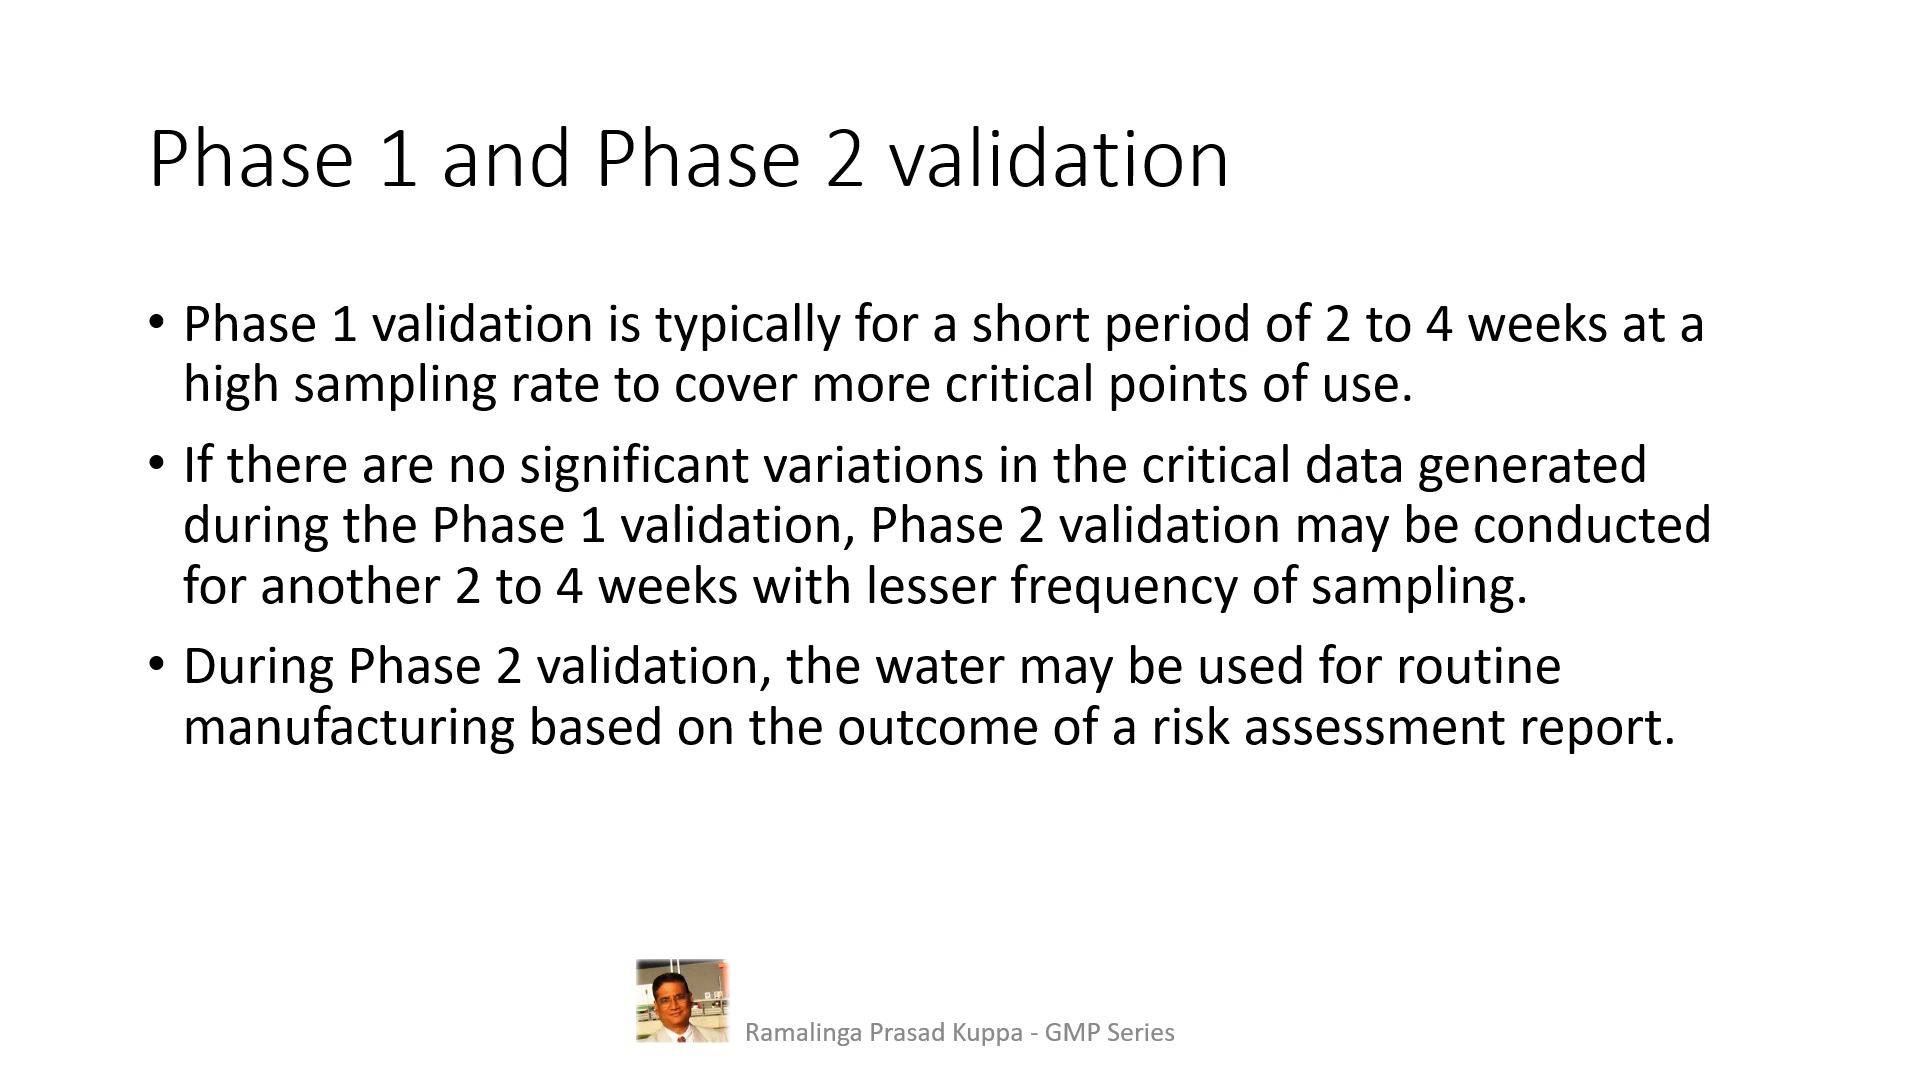 Phase 1 and Phase 2 validation
• Phase 1 validation is typically for a short period of 2 to 4 weeks at a
high sampling rate to cover more critical points of use.
• If there are no significant variations in the critical data generated
during the Phase 1 validation, Phase 2 validation may be conducted
for another 2 to 4 weeks with lesser frequency of sampling.
• During Phase 2 validation, the water may be used for routine
manufacturing based on the outcome of a risk assessment report.
Ramalinga Prasad Kuppa - GMP Series